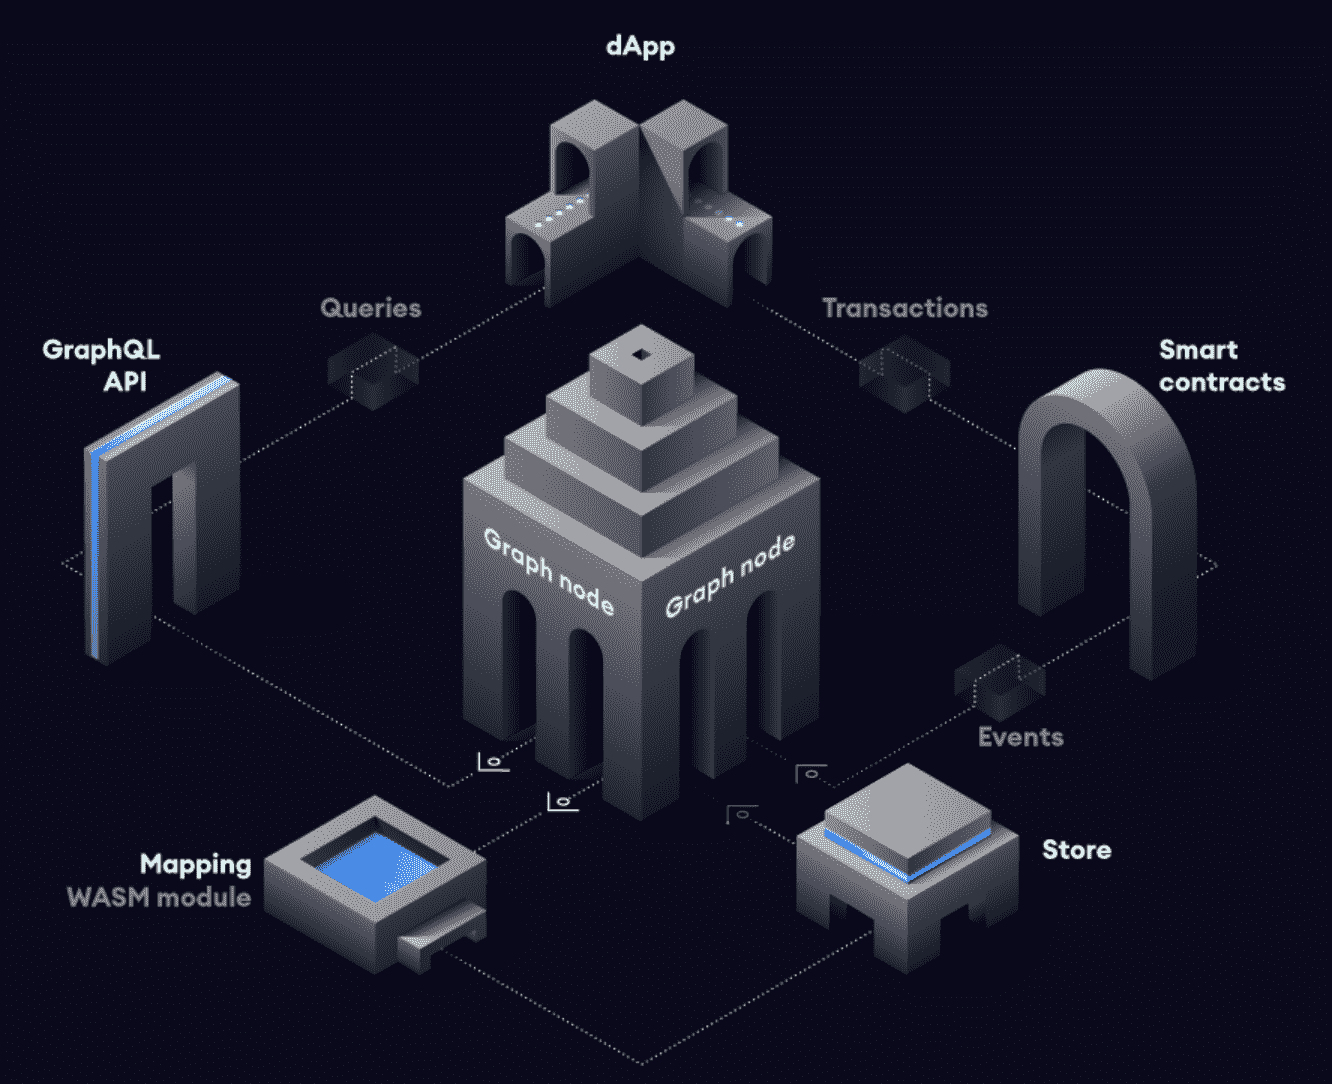 dApp
Queries
Transactions
GraphQL
API
Smart
contracts
Graph node
Graph node
Events
Mapping
WASM module
Store